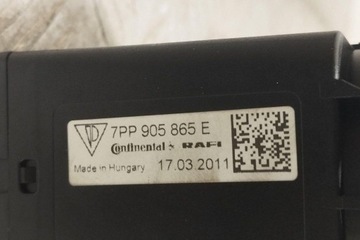 7PP 905 865 E
Continental & RAFI
Made in Hungary 17.03.2011